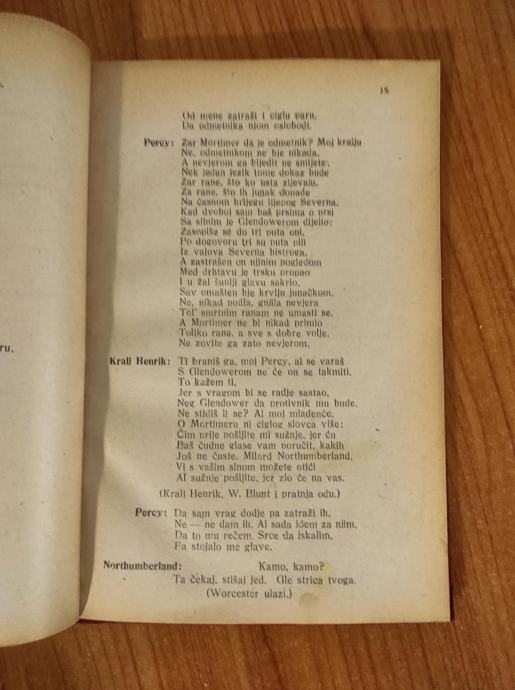 15
Od mene zatraži i ciglu paru,
Da odmetnika njom oslobodi.
Percy: Zar Mortimer da je odmetnik? Moj kralju
Ne, odmetnikom ne bje nikada,
A nevjerom ga bijedit ne smijete,
Nek jedan jezik tome dokaz bude
Zar rane, što ko usta zijevaju,
Za rane, što ih junak dopade
Na časnom brijegu lijepog Severna,
Kad dvoboj sam baš prsima o prsi
Sa silnim je Glendowerom dijelio;
Zasopiše se do tri puta oni,
Po dogovoru tri su puta pili
Iz valova Severna bistroga,
A zastrašen on njinim pogledom
Med drhtavu je trsku propao
I u žal šuplji glavu sakrio,
Sav omašten bje krvlju junačkom,
Ne, nikad podla, gnjila nevjera
Tol' smrtnim ranam ne umasti se,
A Mortimer ne bi nikad primio
Toliko rana, a sve s dobre volje,
Ne zovite ga zato nevjerom,
Kralj Henrik: Ti braniš ga, moj Percy, al se varaš
S Glendowerom ne će on se takmiti,
To kažem ti,
Jer s vragom bi se radje sastao,
Neg Glendower da protivnik mu bude.
Ne stidiš li se? Al moj mladenče,
O Mortimeru ni ciglog slovca više;
Čim prije pošljite mi sužnje, jer ću
Baš čudne glase vam poručit, kakih
Još ne čuste. Milord Northumberland,
Vi s vašim sinom možete otići
Al sužnje pošljite, jer zlo će na vas.
(Kralj Henrik, W. Blunt i pratnja odu.)
Percy: Da sam vrag dodje pa zatraži ih,
Ne — ne dam ih. Al sada idem za njim,
Da to mu rečem. Srce da iskalim,
Pa stojalo me glave.
Northumberland: Kamo, kamo?
Ta čekaj, stišaj jed. Gle strica tvoga.
(Worcester ulazi.)
ru,